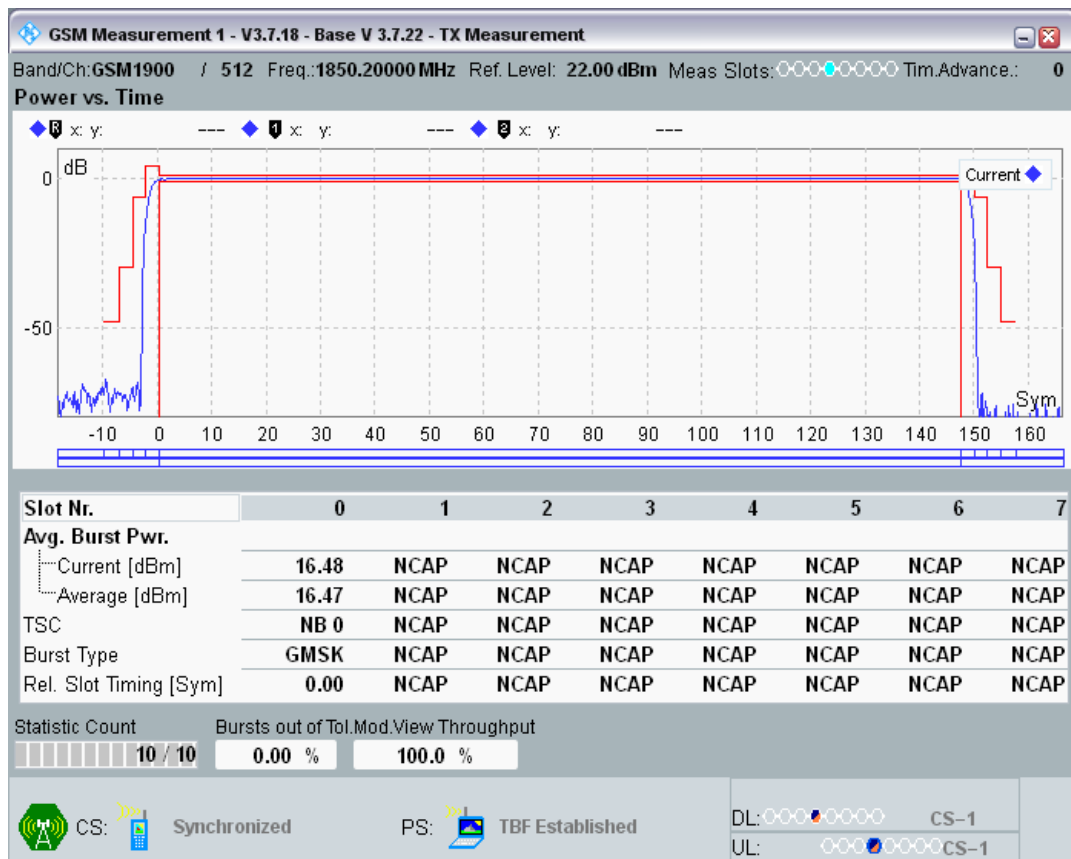 GSM Measurement 1 - V3.7.18 - Base V 3.7.22 - TX Measurement
Band/Ch:GSM1900 / 512 Freq.:1850.20000 MHz Ref. Level: 22.00 dBm Meas Slots: Tim.Advance.: 0
Power vs. Time
R x: y: --- 1 x: y: --- 2 x: y: ---
dB
Current
0
-50
Sym
-10 0 10 20 30 40 50 60 70 80 90 100 110 120 130 140 150 160
Slot Nr. 0 1 2 3 4 5 6 7
Avg. Burst Pwr.
Current [dBm] 16.48 NCAP NCAP NCAP NCAP NCAP NCAP NCAP
Average [dBm] 16.47 NCAP NCAP NCAP NCAP NCAP NCAP NCAP
TSC NB 0 NCAP NCAP NCAP NCAP NCAP NCAP NCAP
Burst Type GMSK NCAP NCAP NCAP NCAP NCAP NCAP NCAP
Rel. Slot Timing [Sym] 0.00 NCAP NCAP NCAP NCAP NCAP NCAP NCAP
Statistic Count Bursts out of Tol.Mod.View Throughput
10 / 10 0.00 % 100.0 %
CS: Synchronized PS: TBF Established
DL: CS-1
UL: CS-1